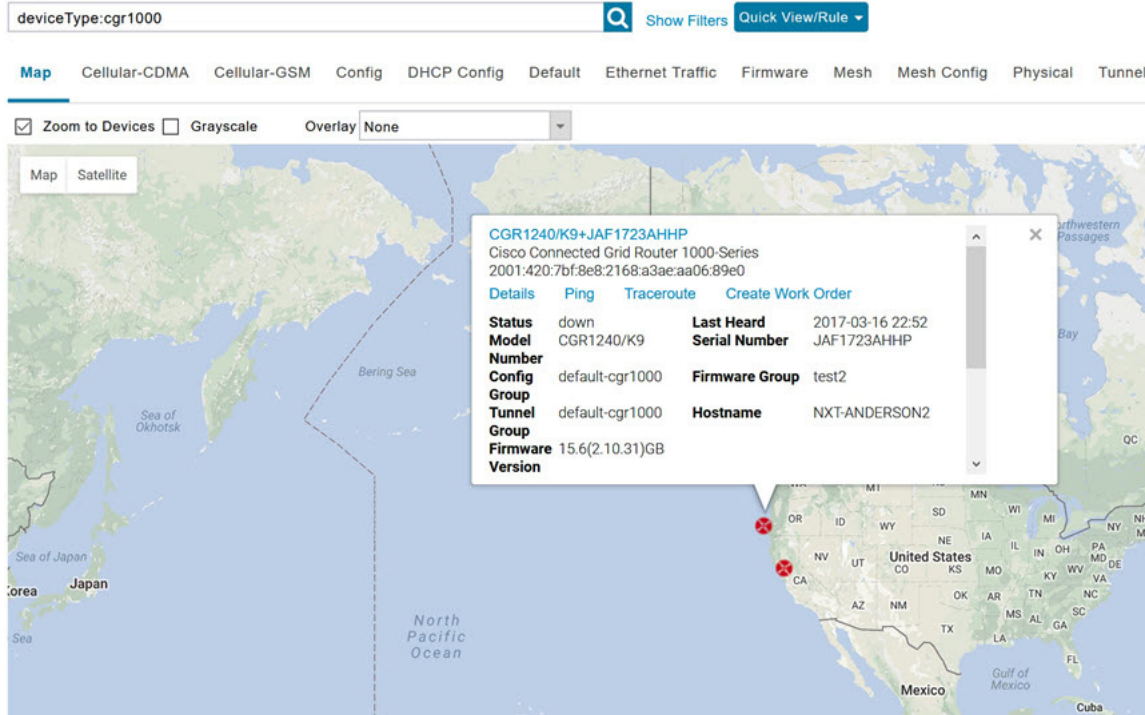 deviceType:cgr1000
Show Filters
Quick View/Rule
Map Cellular-CDMA Cellular-GSM Config DHCP Config Default Ethernet Traffic Firmware Mesh Mesh Config Physical Tunnel
Zoom to Devices Grayscale Overlay None
Map Satellite
CGR1240/K9+JAF1723AHHP
Cisco Connected Grid Router 1000-Series
2001:420:7bf:8e8:2168:a3ae:aa06:89e0
Details Ping Traceroute Create Work Order
Status down Last Heard 2017-03-16 22:52
Model Number CGR1240/K9 Serial Number JAF1723AHHP
Config Group default-cgr1000 Firmware Group test2
Tunnel Group default-cgr1000 Hostname NXT-ANDERSON2
Firmware Version 15.6(2.10.31)GB
Passages
Bay
Bering Sea
Sea of
Okhotsk
QC
MT
MN
OR ID WY SD WI MI NY
NE IA
NV UT United States IL IN OH PA
CO KS MO WV MD DE
KY VA
CA
AZ NM OK AR TN NC
MS AL GA SC
TX LA
FL
Sea of Japan
Japan
Sea
North
Pacific
Ocean
Gulf of
Mexico
Mexico
Cuba